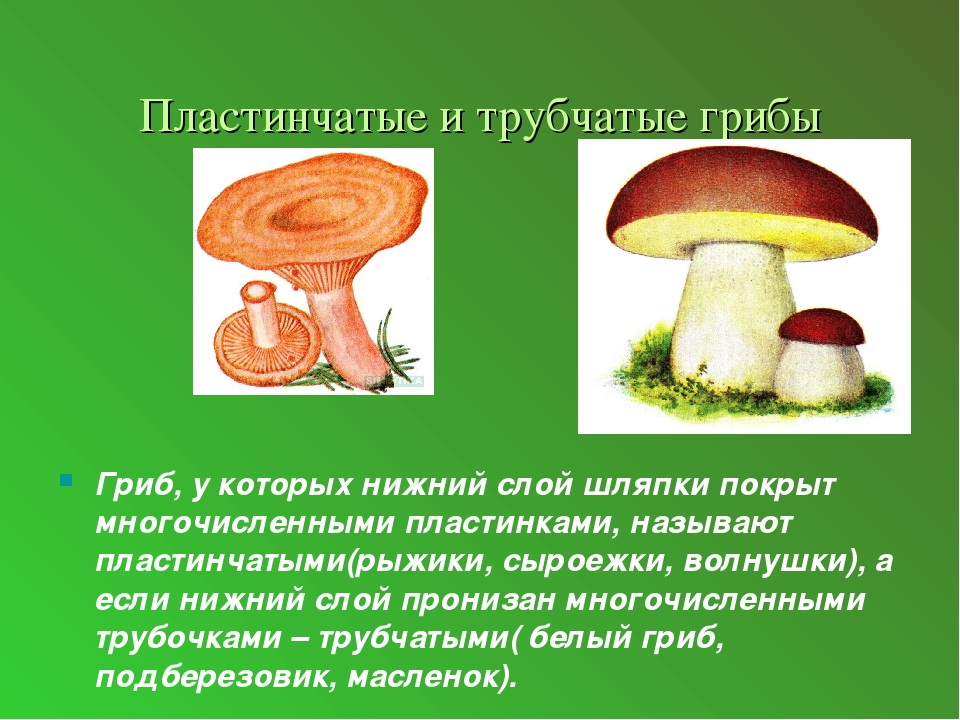 Пластинчатые и трубчатые грибы
Гриб, у которых нижний слой шляпки покрыт
многочисленными пластинками, называют
пластинчатыми(рыжики, сыроежки, волнушки), а
если нижний слой пронизан многочисленными
трубочками – трубчатыми( белый гриб,
подберезовик, масленок).